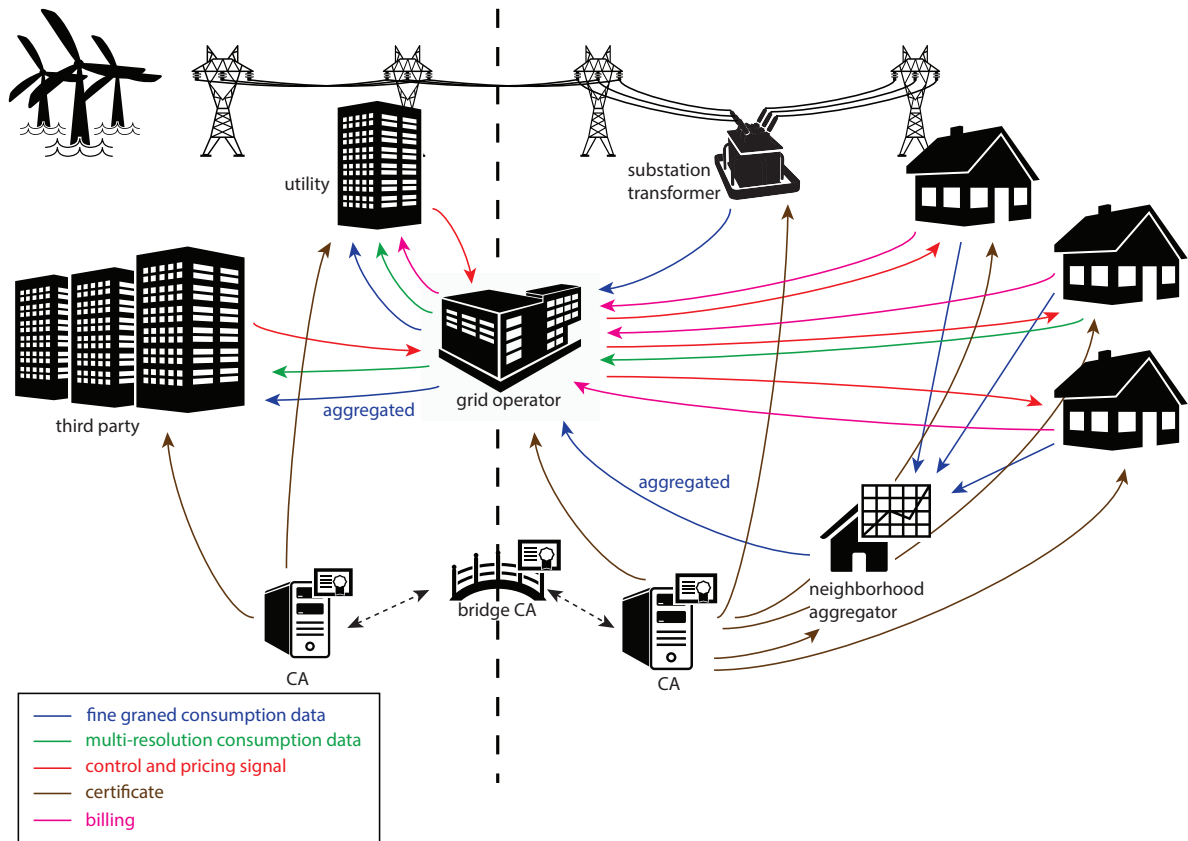 utility
substation
transformer
third party
aggregated
grid operator
aggregated
neighborhood
aggregator
bridge CA
CA
CA
fine graned consumption data
multi-resolution consumption data
control and pricing signal
certificate
billing